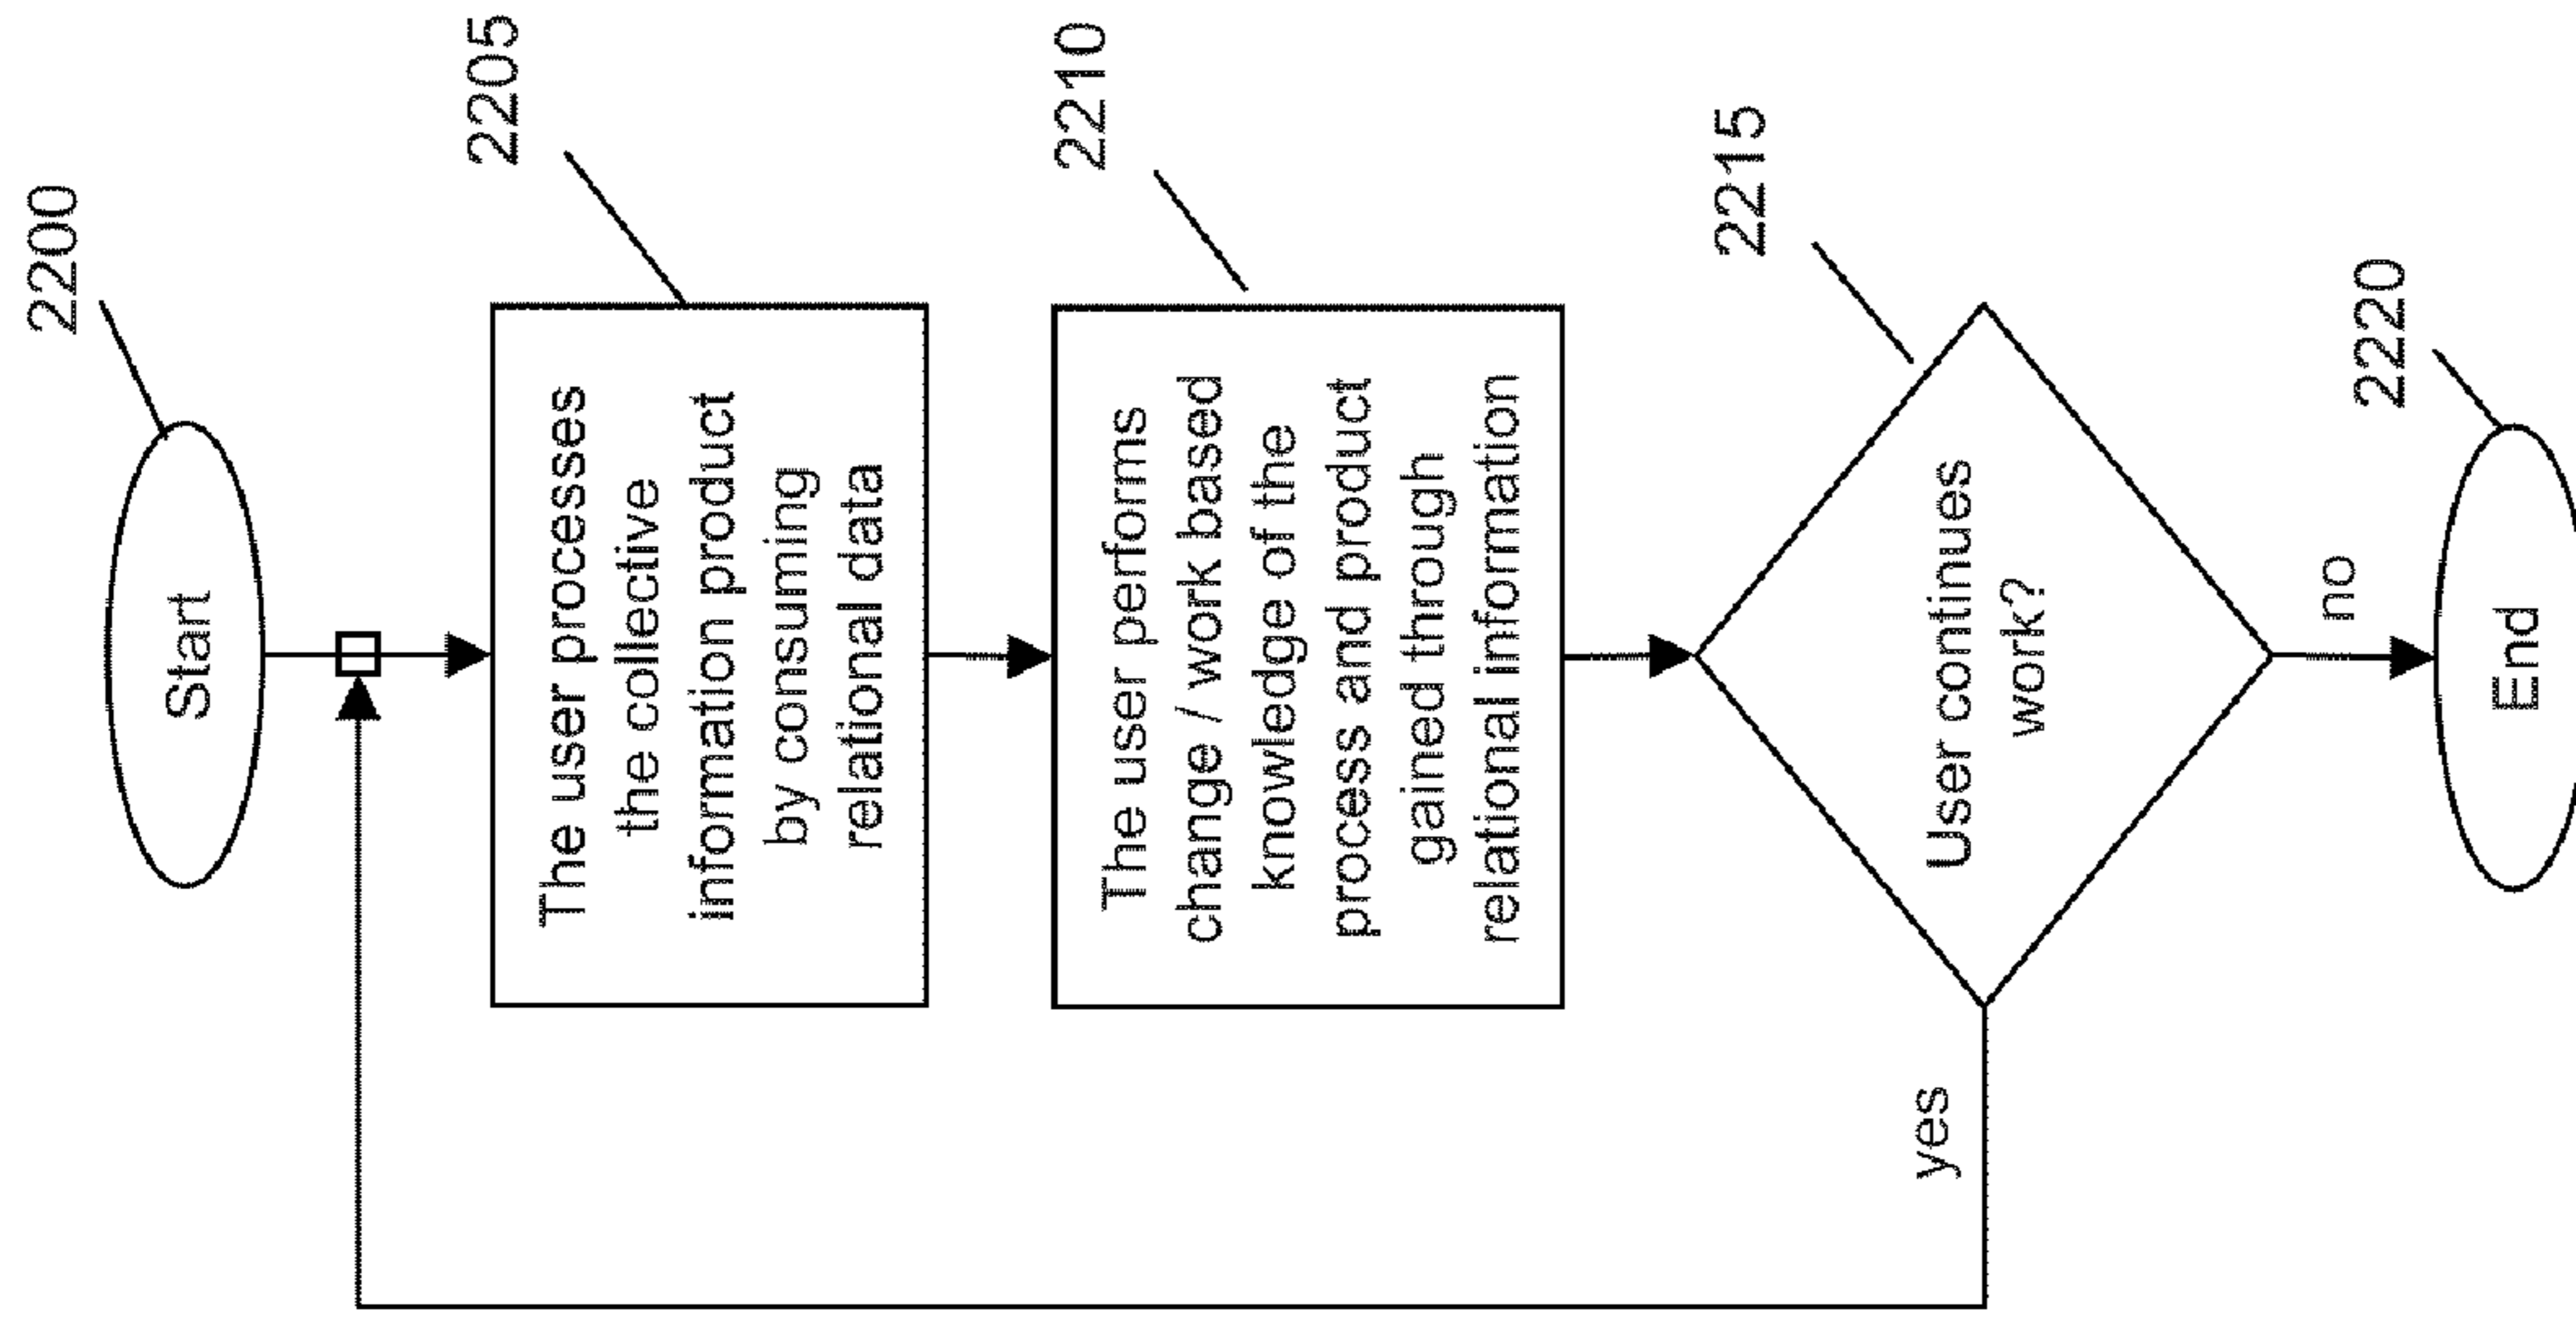 2200
Start
2205
The user processes
the collective
information product
by consuming
relational data
2210
The user performs
change / work based
knowledge of the
process and product
gained through
relational information
2215
User continues
work?
yes
no
2220
End